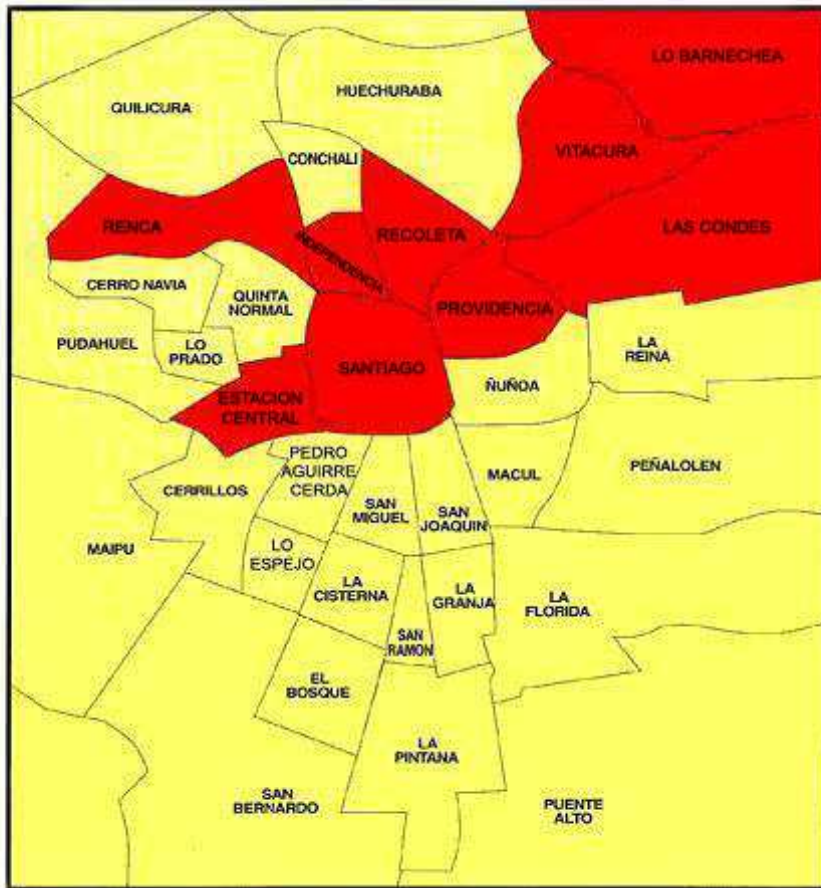 LO BARNECHEA
HUECHURABA
QUILICURA
VITACURA
CONCHALI
RENCA
RECOLETA
LAS CONDES
INDEPENDENCIA
CERRO NAVIA
QUINTA
NORMAL
PROVIDENCIA
PUDAHUEL
LO
PRADO
LA
REINA
SANTIAGO
ÑUÑOA
ESTACION
CENTRAL
PEDRO
AGUIRRE
CERDA
MACUL
PEÑALOLEN
CERRILLOS
SAN
MIGUEL
SAN
JOAQUIN
MAIPU
LO
ESPEJO
LA
CISTERNA
LA
GRANJA
LA
FLORIDA
SAN
RAMON
EL
BOSQUE
LA
PINTANA
SAN
BERNARDO
PUENTE
ALTO